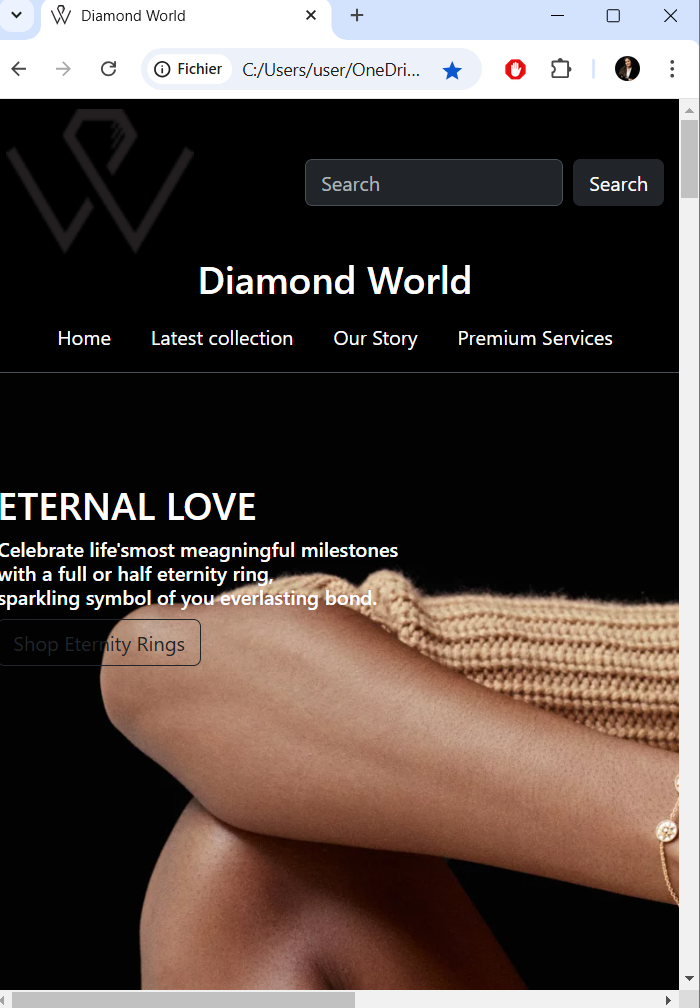 Diamond World
Fichier C:/Users/user/OneDri...
Search Search
Diamond World
Home Latest collection Our Story Premium Services
ETERNAL LOVE
Celebrate life'smost meagningful milestones
with a full or half eternity ring,
sparkling symbol of you everlasting bond.
Shop Eternity Rings